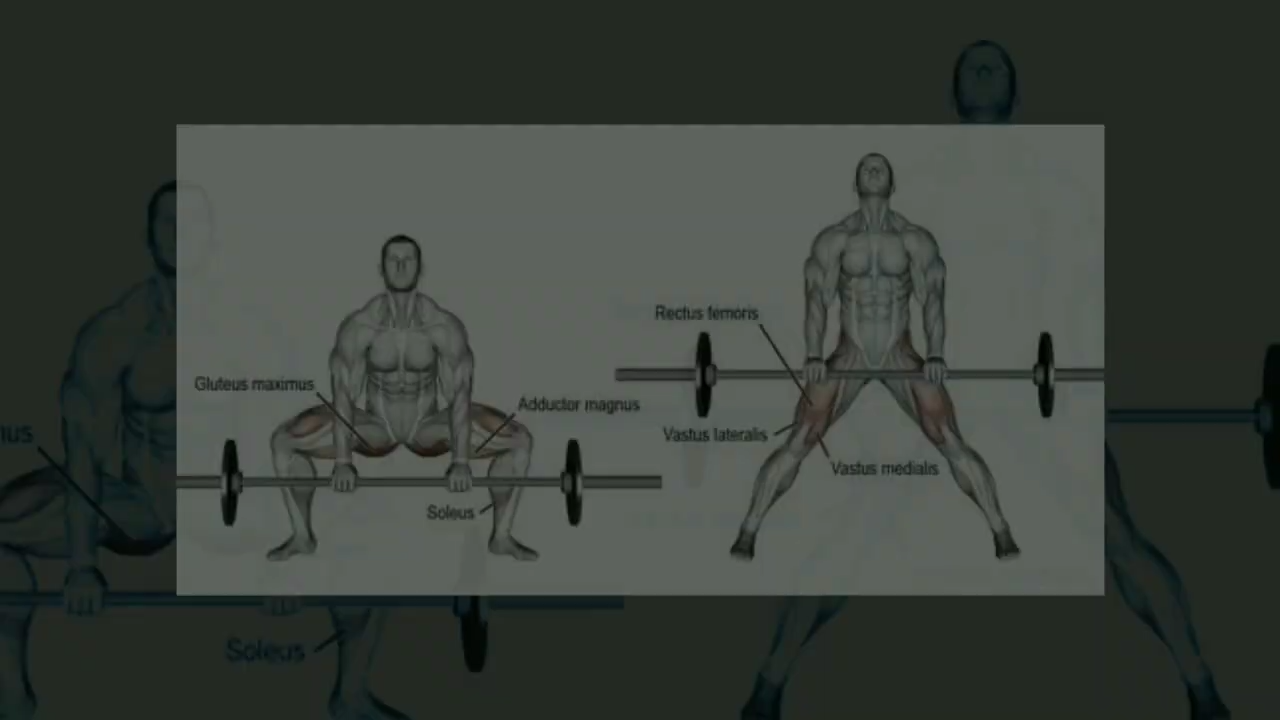 Rectus femoris
Gluteus maximus
Adductor magnus
Vastus lateralis
Vastus medialis
Soleus
Soleus